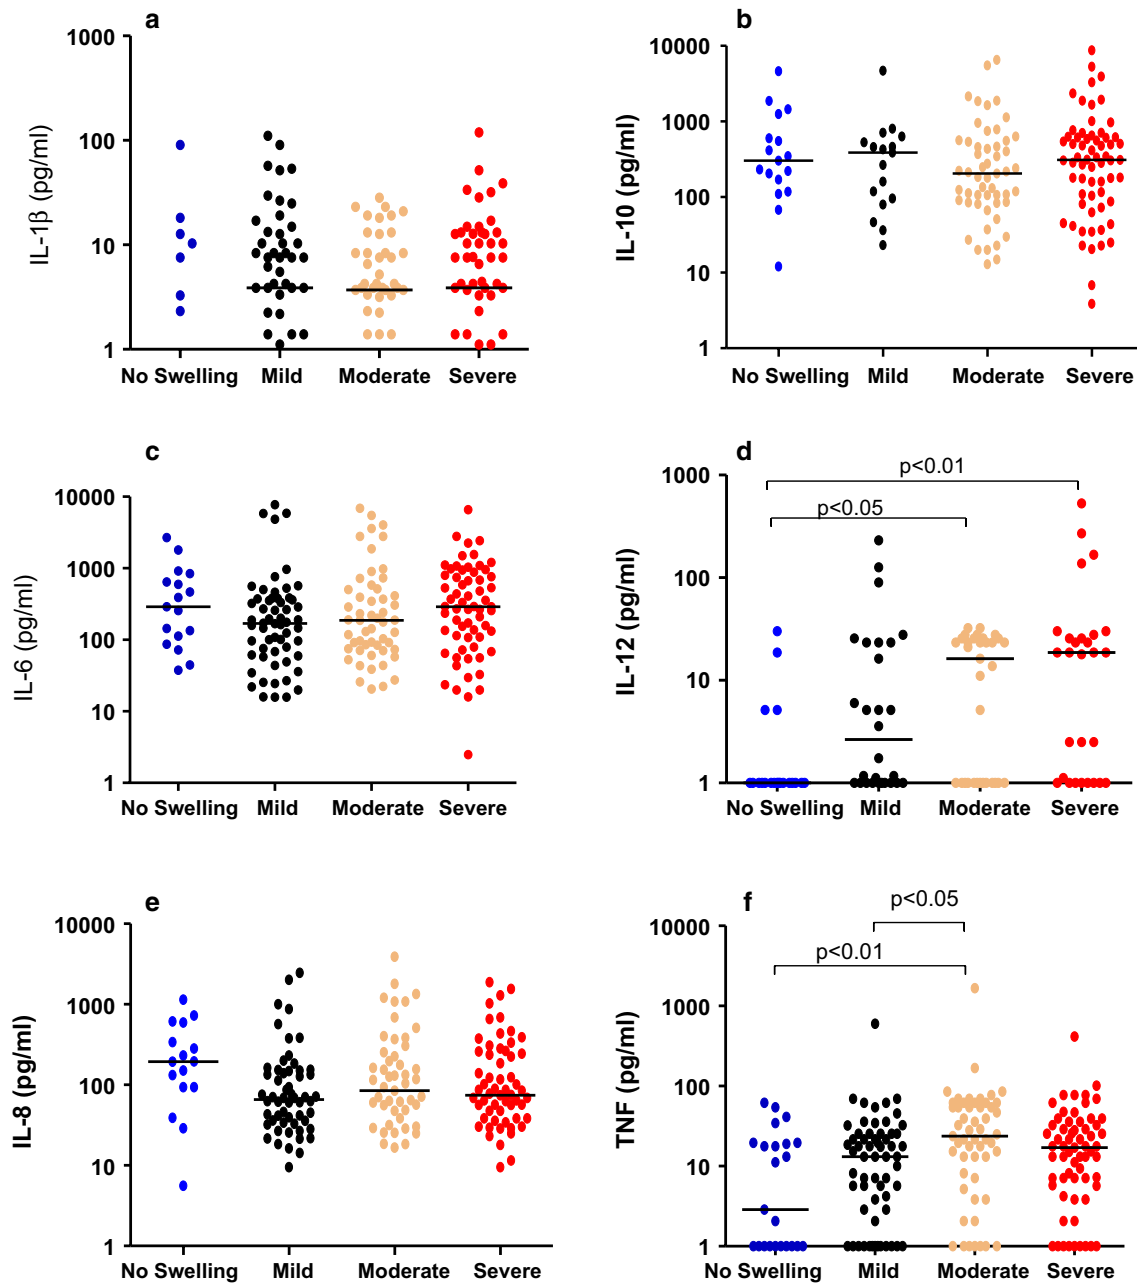 a
1000
100
10
1
IL-1β (pg/ml)
No Swelling Mild Moderate Severe
b
10000
1000
100
10
1
IL-10 (pg/ml)
No Swelling Mild Moderate Severe
c
10000
1000
100
10
1
IL-6 (pg/ml)
No Swelling Mild Moderate Severe
d
p<0.01
p<0.05
1000
100
10
1
IL-12 (pg/ml)
No Swelling Mild Moderate Severe
e
10000
1000
100
10
1
IL-8 (pg/ml)
No Swelling Mild Moderate Severe
f
p<0.05
p<0.01
10000
1000
100
10
1
TNF (pg/ml)
No Swelling Mild Moderate Severe